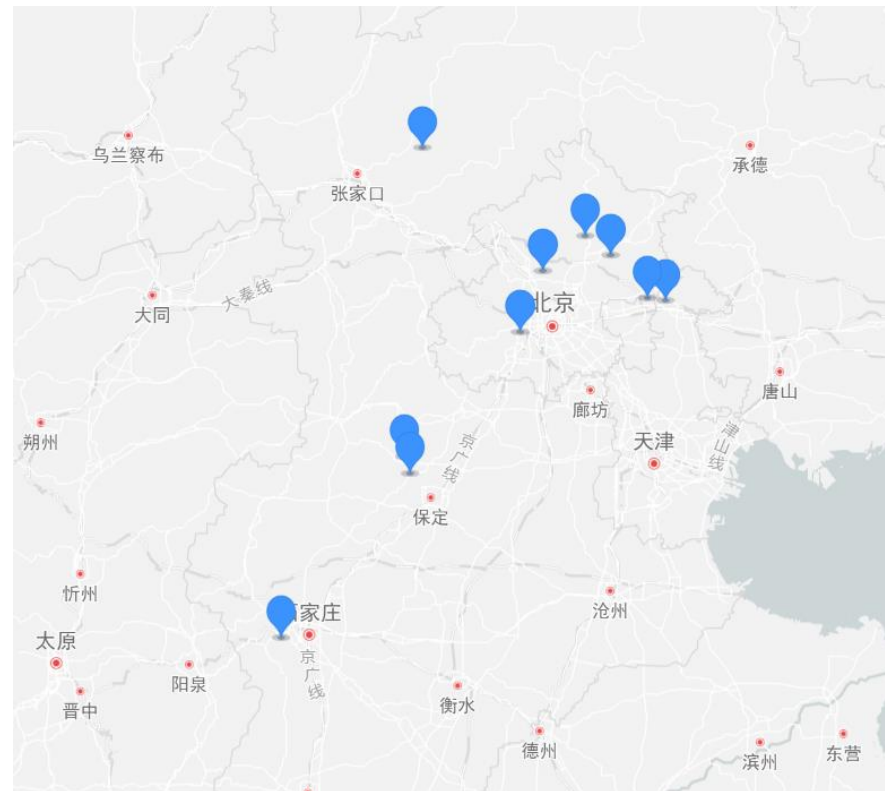 乌兰察布
张家口
承德
大秦线
大同
北京
唐山
廊坊
朔州
天津
津山线
京广线
保定
忻州
沧州
家庄
太原
京广线
阳泉
晋中
衡水
德州
滨州
东营